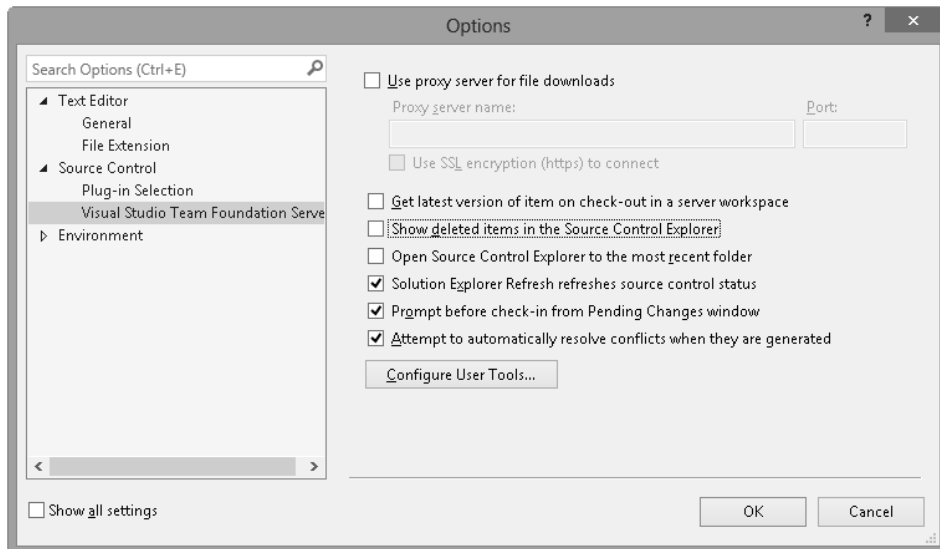 Options
?
×
Search Options (Ctrl+E)
Text Editor
General
File Extension
Source Control
Plug-in Selection
Visual Studio Team Foundation Serve
Environment
Show all settings
Use proxy server for file downloads
Proxy server name:
Port:
Use SSL encryption (https) to connect
Get latest version of item on check-out in a server workspace
Show deleted items in the Source Control Explorer
Open Source Control Explorer to the most recent folder
Solution Explorer Refresh refreshes source control status
Prompt before check-in from Pending Changes window
Attempt to automatically resolve conflicts when they are generated
Configure User Tools...
OK
Cancel